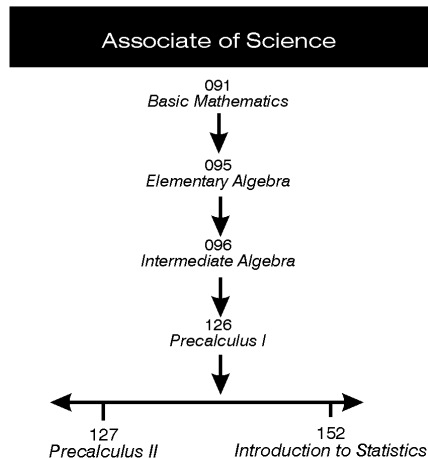 Associate of Science
091
Basic Mathematics
095
Elementary Algebra
096
Intermediate Algebra
126
Precalculus I
127
Precalculus II
152
Introduction to Statistics